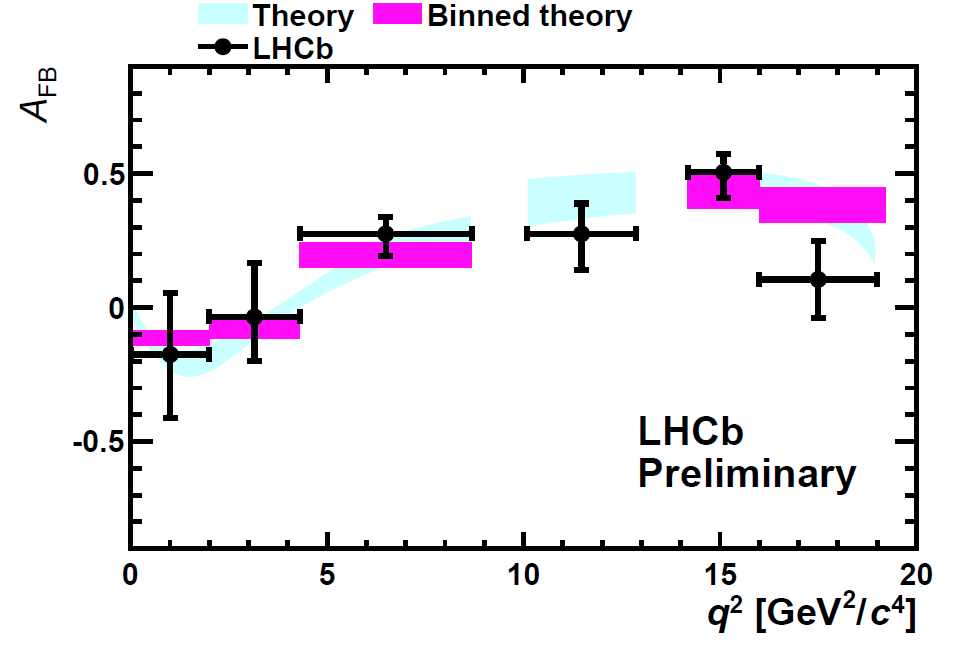 Theory Binned theory
LHCb
A_FB
0.5
0
-0.5
LHCb
Preliminary
0 5 10 15 20
q² [GeV²/c⁴]